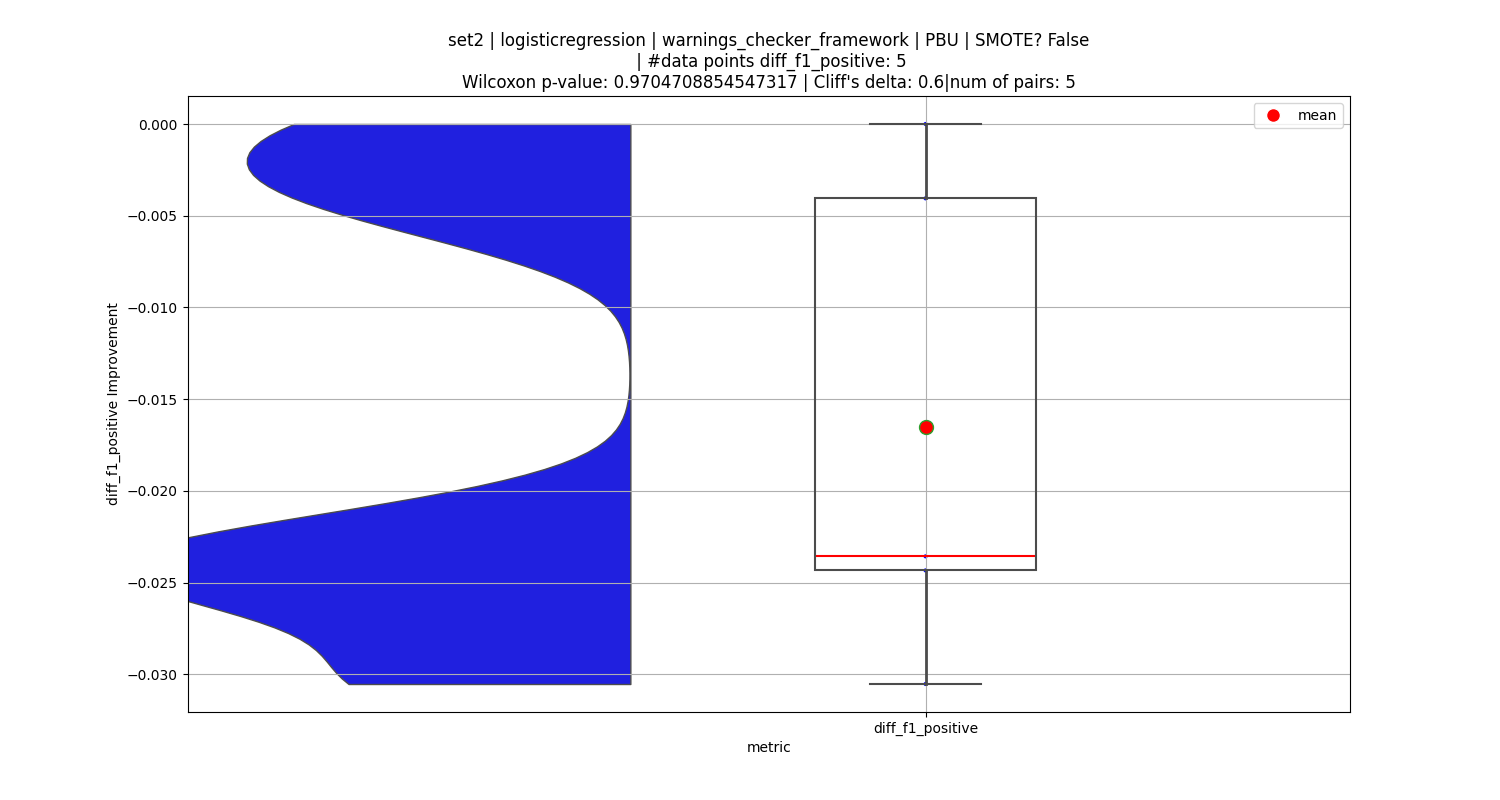 set2 | logisticregression | warnings_checker_framework | PBU | SMOTE? False
| #data points diff_f1_positive: 5
Wilcoxon p-value: 0.9704708854547317 | Cliff's delta: 0.6|num of pairs: 5
mean
0.000
−0.005
−0.010
−0.015
−0.020
−0.025
−0.030
diff_f1_positive Improvement
diff_f1_positive
metric